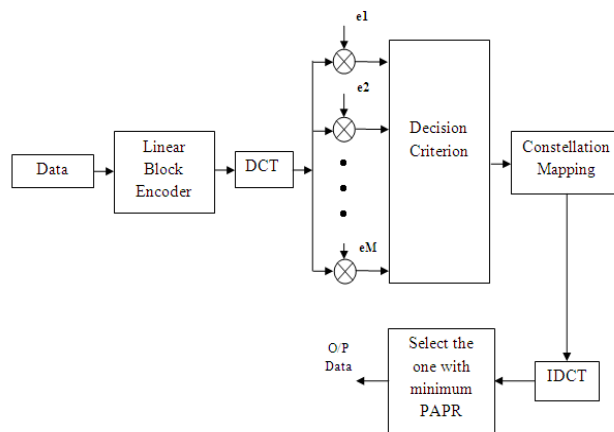 e1
e2
Data
Linear
Block
Encoder
DCT
eM
Decision
Criterion
Constellation
Mapping
O/P
Data
Select the
one with
minimum
PAPR
IDCT